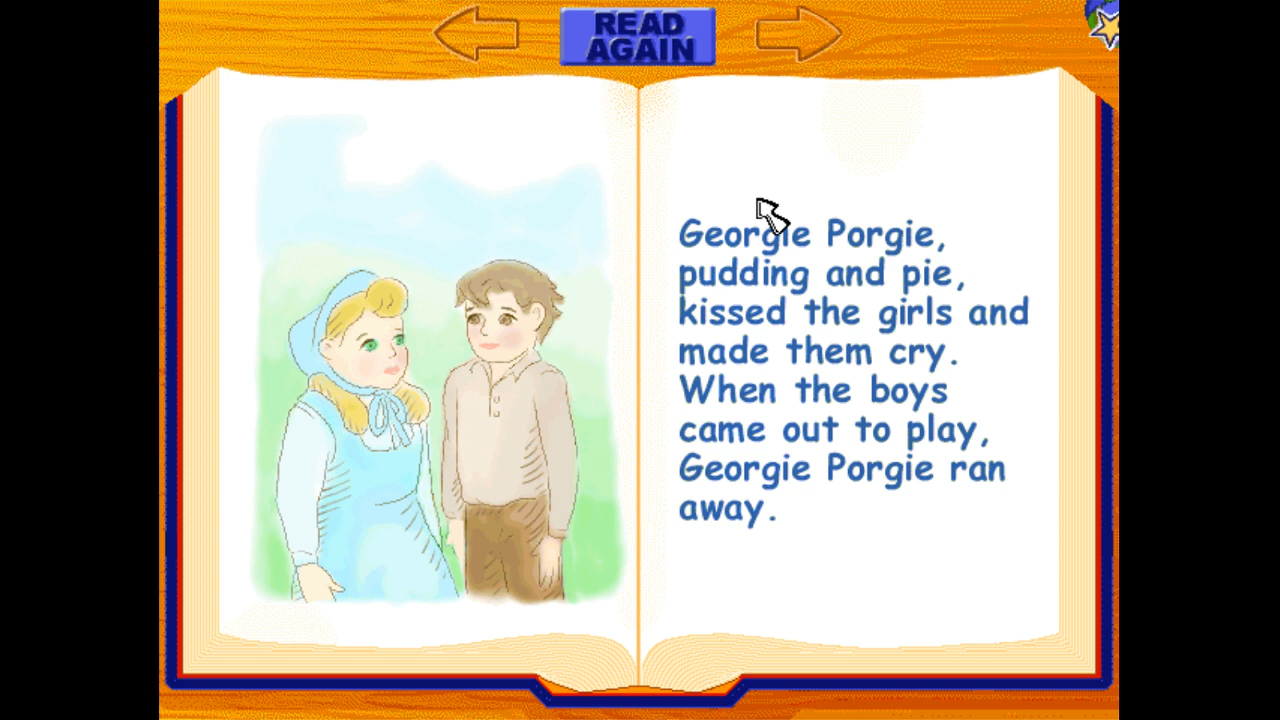 READ
AGAIN
Georgie Porgie,
pudding and pie,
kissed the girls and
made them cry.
When the boys
came out to play,
Georgie Porgie ran
away.